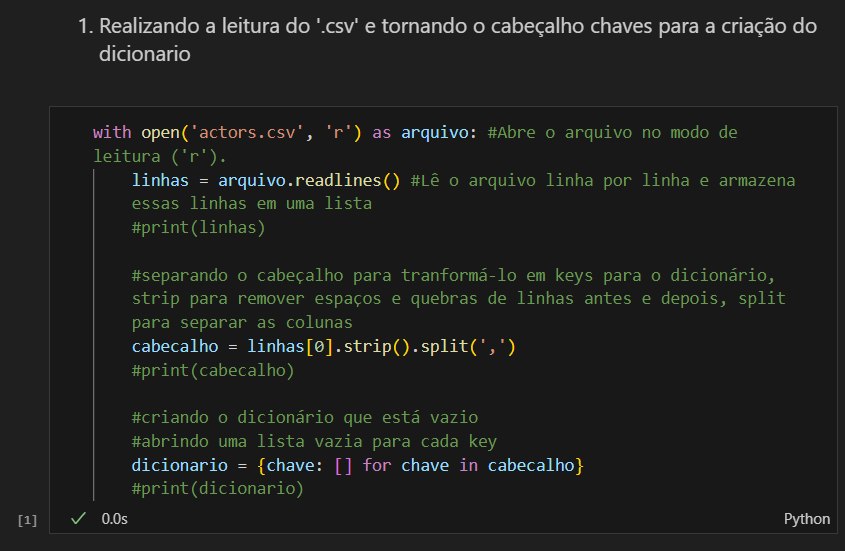 1. Realizando a leitura do '.csv' e tornando o cabeçalho chaves para a criação do
dicionario
with open('actors.csv', 'r') as arquivo: #Abre o arquivo no modo de
leitura ('r').
linhas = arquivo.readlines() #Lê o arquivo linha por linha e armazena
essas linhas em uma lista
#print(linhas)
#separando o cabeçalho para tranformá-lo em keys para o dicionário,
strip para remover espaços e quebras de linhas antes e depois, split
para separar as colunas
cabecalho = linhas[0].strip().split(',')
#print(cabecalho)
#criando o dicionário que está vazio
#abrindo uma lista vazia para cada key
dicionario = {chave: [] for chave in cabecalho}
#print(dicionario)
[1] ✓ 0.0s Python